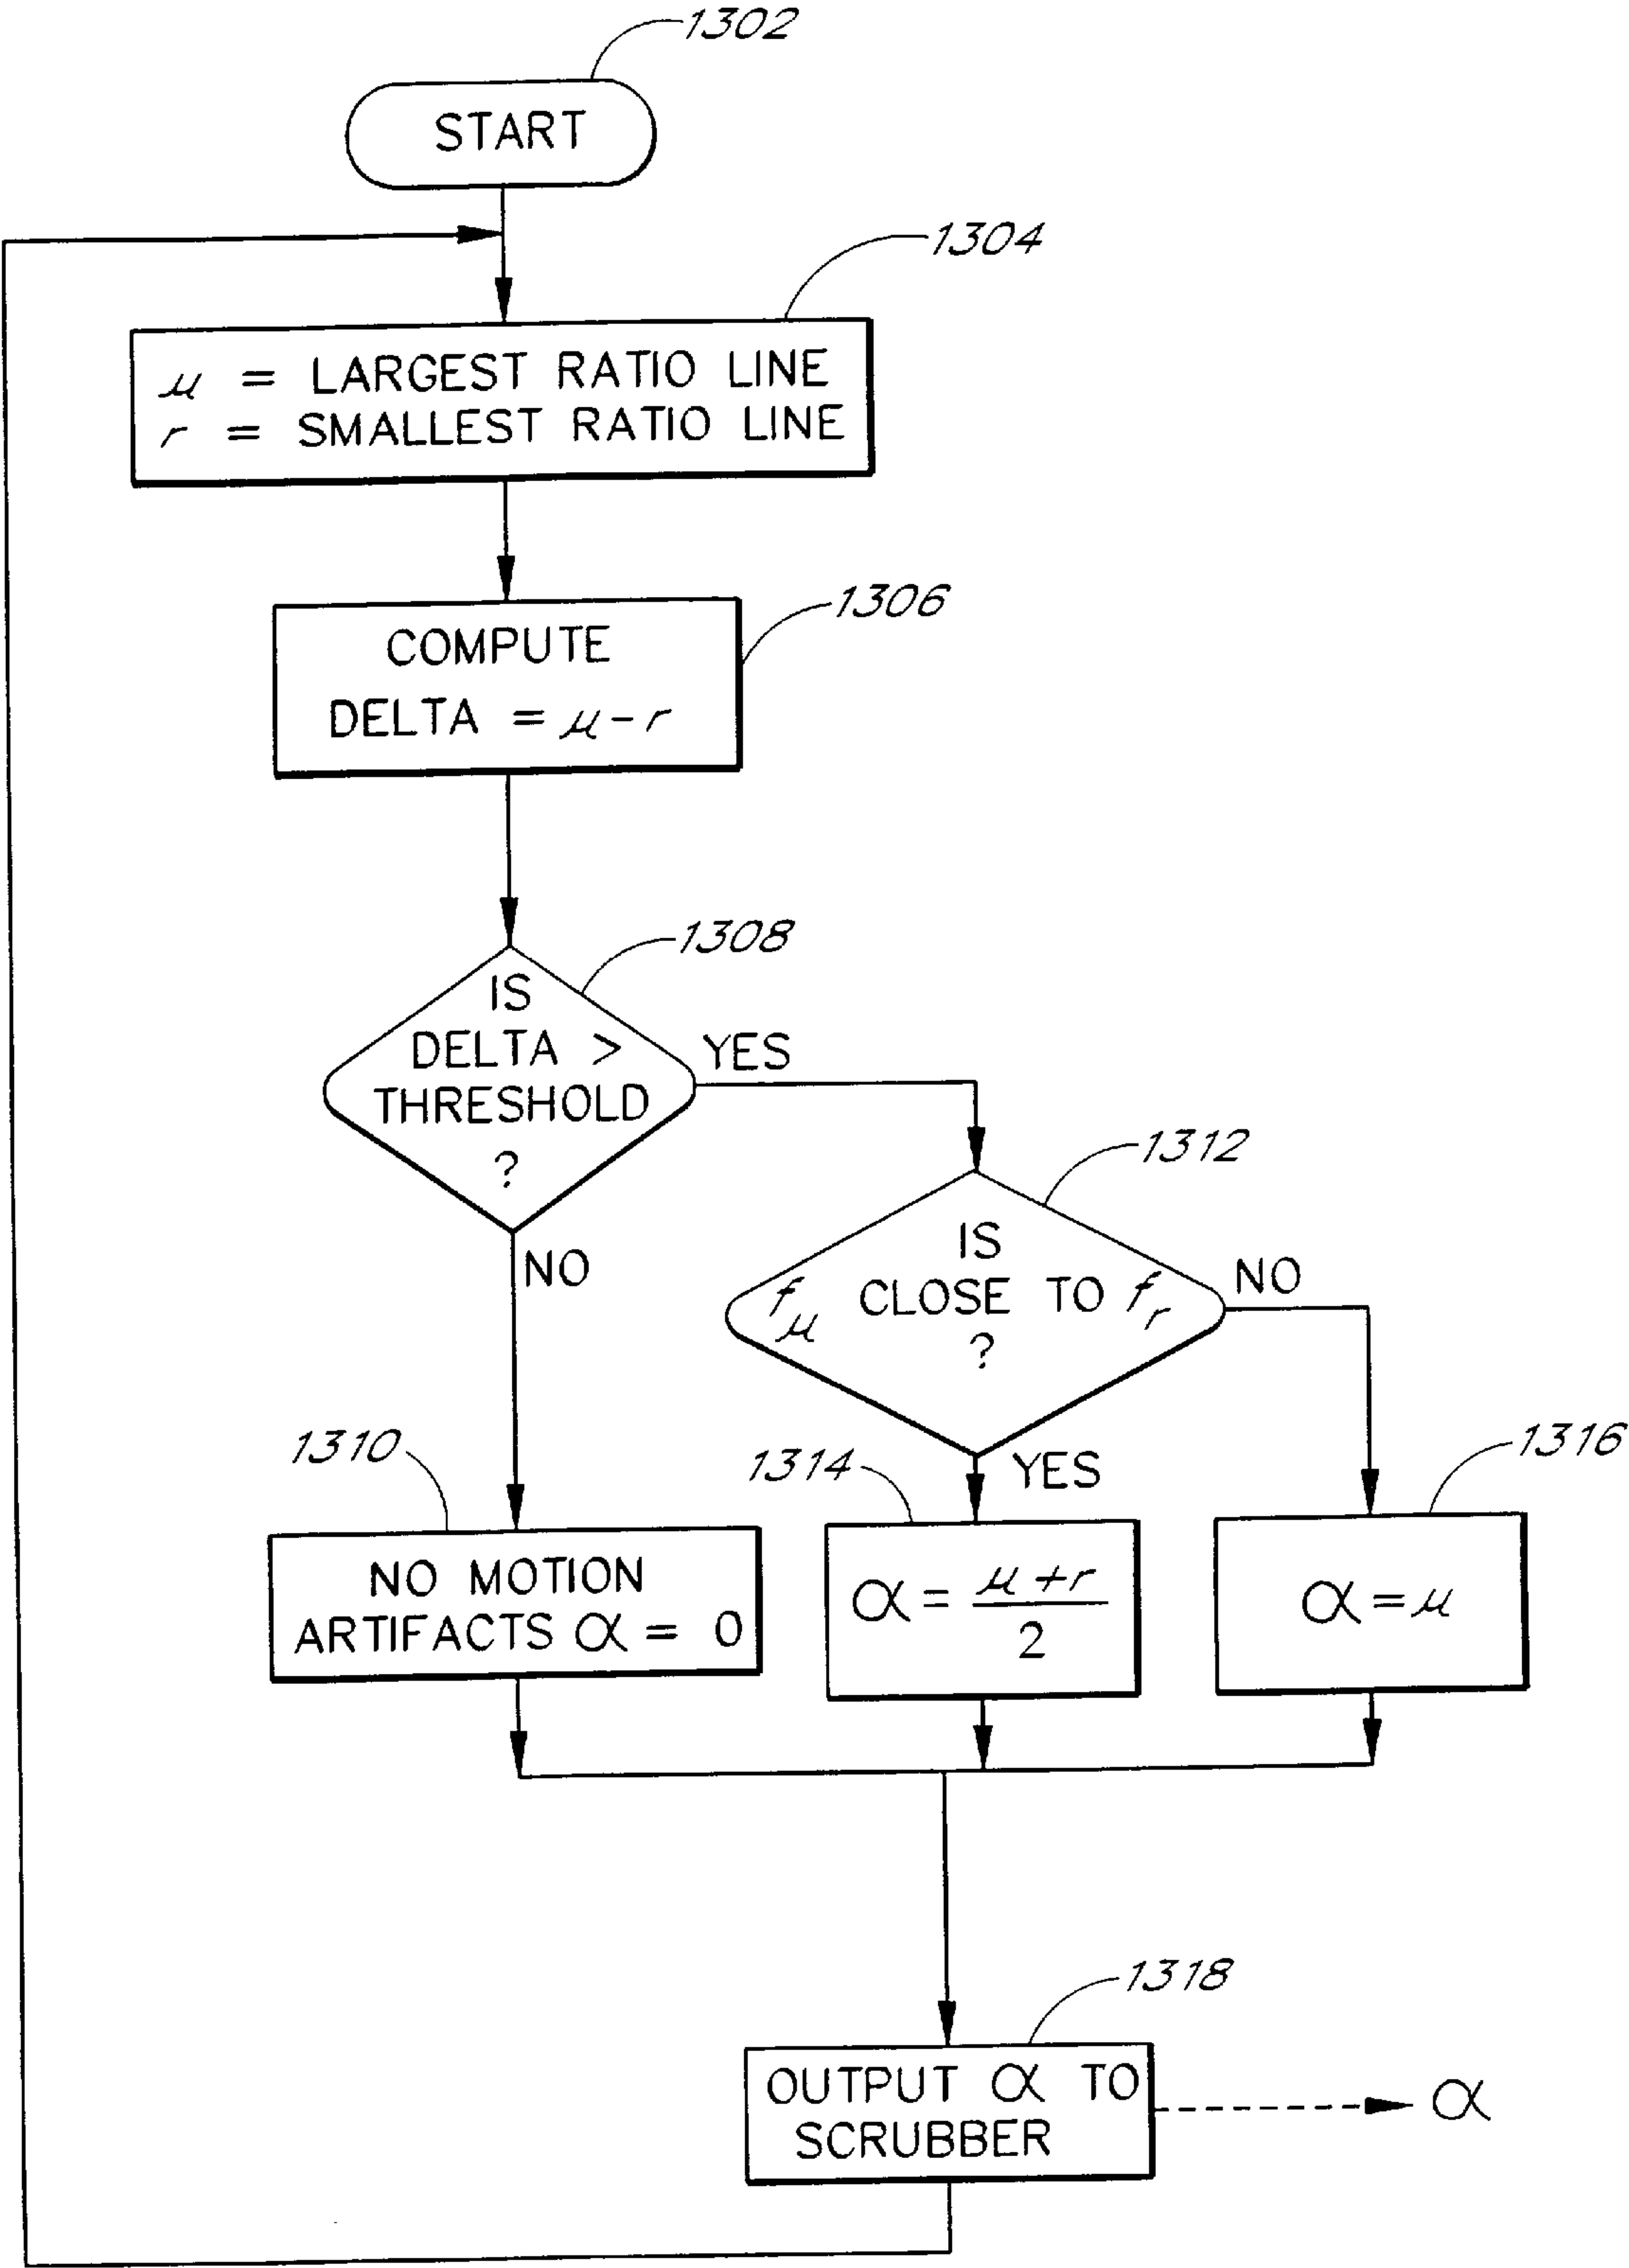 1302
START
1304
μ = LARGEST RATIO LINE
r = SMALLEST RATIO LINE
1306
COMPUTE
DELTA = μ - r
1308
IS
DELTA >
THRESHOLD
?
YES
NO
1312
IS
f_μ CLOSE TO f_r
?
NO
YES
1310
NO MOTION
ARTIFACTS α = 0
1314
α = (μ + r)/2
1316
α = μ
1318
OUTPUT α TO
SCRUBBER
α